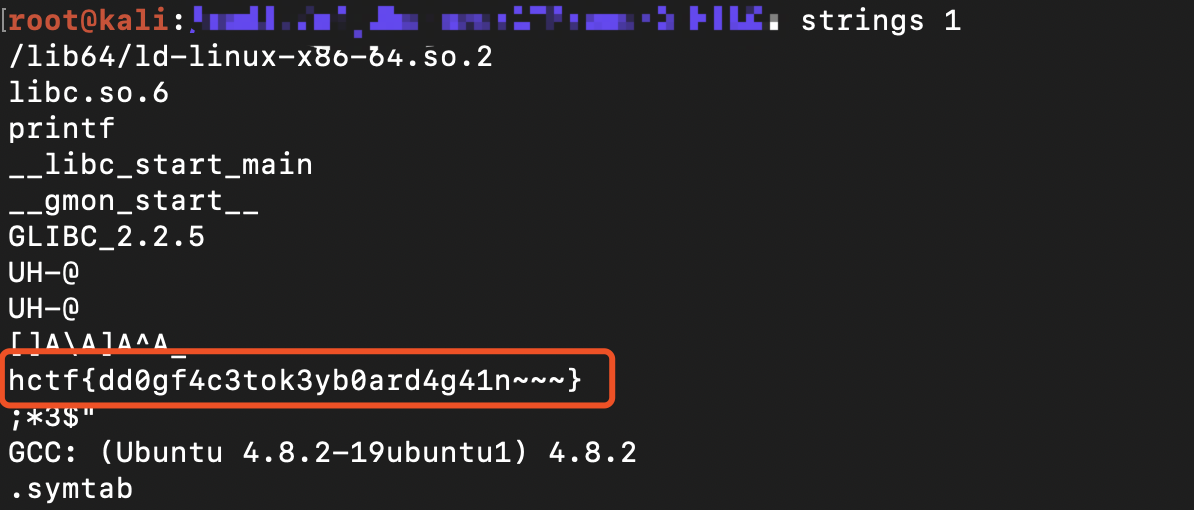 root@kali: strings 1
/lib64/ld-linux-x86-64.so.2
libc.so.6
printf
__libc_start_main
__gmon_start__
GLIBC_2.2.5
UH-@
UH-@
[]A\A]A^A_
hctf{dd0gf4c3tok3yb0ard4g41n~~~}
;*3$"
GCC: (Ubuntu 4.8.2-19ubuntu1) 4.8.2
.symtab